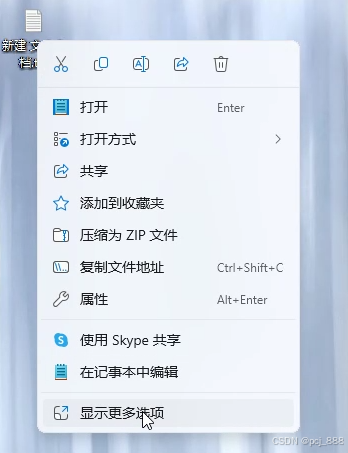 新建 文
档.t
打开 Enter
打开方式
共享
添加到收藏夹
压缩为 ZIP 文件
复制文件地址 Ctrl+Shift+C
属性 Alt+Enter
使用 Skype 共享
在记事本中编辑
显示更多选项
CSDN @pcj_888